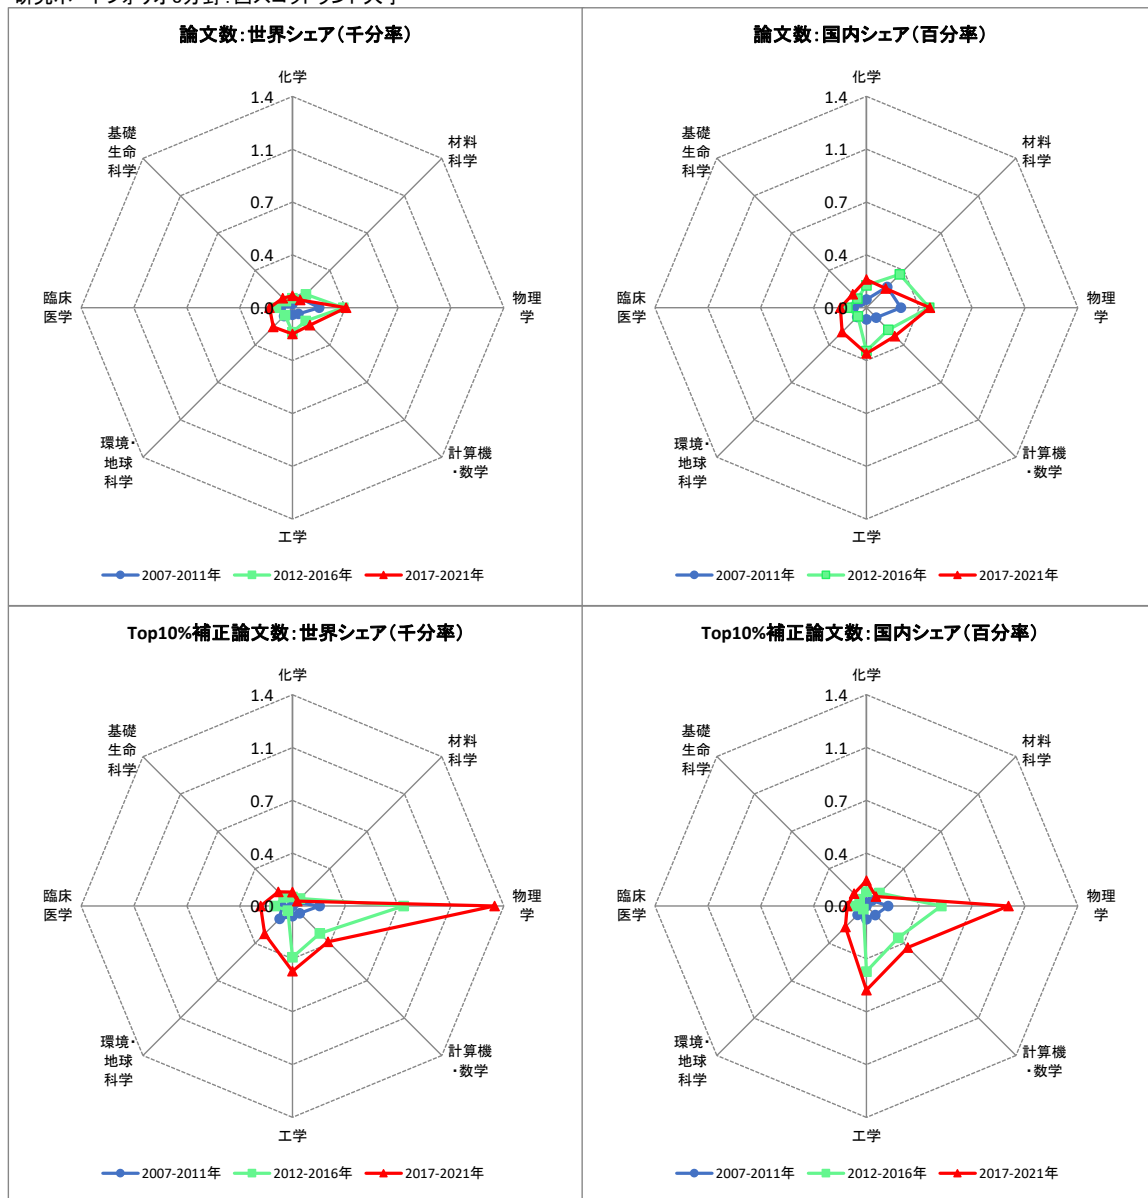 論文数：世界シェア（千分率）
化学
材料
科学
物理
学
計算機
・数学
工学
環境・
地球
科学
臨床
医学
基礎
生命
科学
1.4
1.1
0.7
0.4
0.0
2007-2011年
2012-2016年
2017-2021年
論文数：国内シェア（百分率）
化学
材料
科学
物理
学
計算機
・数学
工学
環境・
地球
科学
臨床
医学
基礎
生命
科学
1.4
1.1
0.7
0.4
0.0
2007-2011年
2012-2016年
2017-2021年
Top10%補正論文数：世界シェア（千分率）
化学
材料
科学
物理
学
計算機
・数学
工学
環境・
地球
科学
臨床
医学
基礎
生命
科学
1.4
1.1
0.7
0.4
0.0
2007-2011年
2012-2016年
2017-2021年
Top10%補正論文数：国内シェア（百分率）
化学
材料
科学
物理
学
計算機
・数学
工学
環境・
地球
科学
臨床
医学
基礎
生命
科学
1.4
1.1
0.7
0.4
0.0
2007-2011年
2012-2016年
2017-2021年